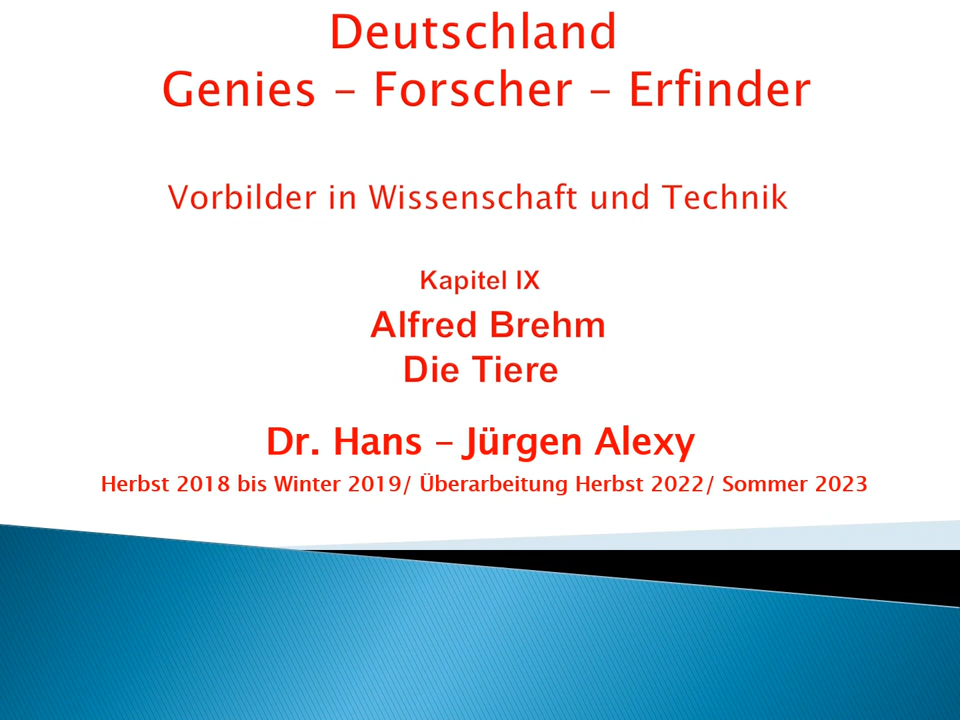 Deutschland
Genies – Forscher – Erfinder
Vorbilder in Wissenschaft und Technik
Kapitel IX
Alfred Brehm
Die Tiere
Dr. Hans – Jürgen Alexy
Herbst 2018 bis Winter 2019/ Überarbeitung Herbst 2022/ Sommer 2023